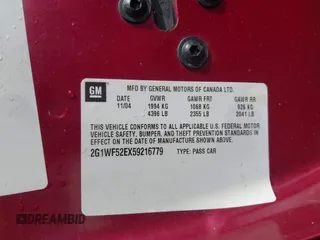 GM
MFD BY GENERAL MOTORS OF CANADA LTD.
DATE GVWR GAWR FRT GAWR RR
11/04 1994 KG 1068 KG 926 KG
4396 LB 2355 LB 2041 LB
THIS VEHICLE CONFORMS TO ALL APPLICABLE U.S. FEDERAL MOTOR
VEHICLE SAFETY, BUMPER, AND THEFT PREVENTION STANDARDS
IN EFFECT ON THE DATE OF MANUFACTURE SHOWN ABOVE.
2G1WF52EX59216779 TYPE: PASS CAR
DREAMBID